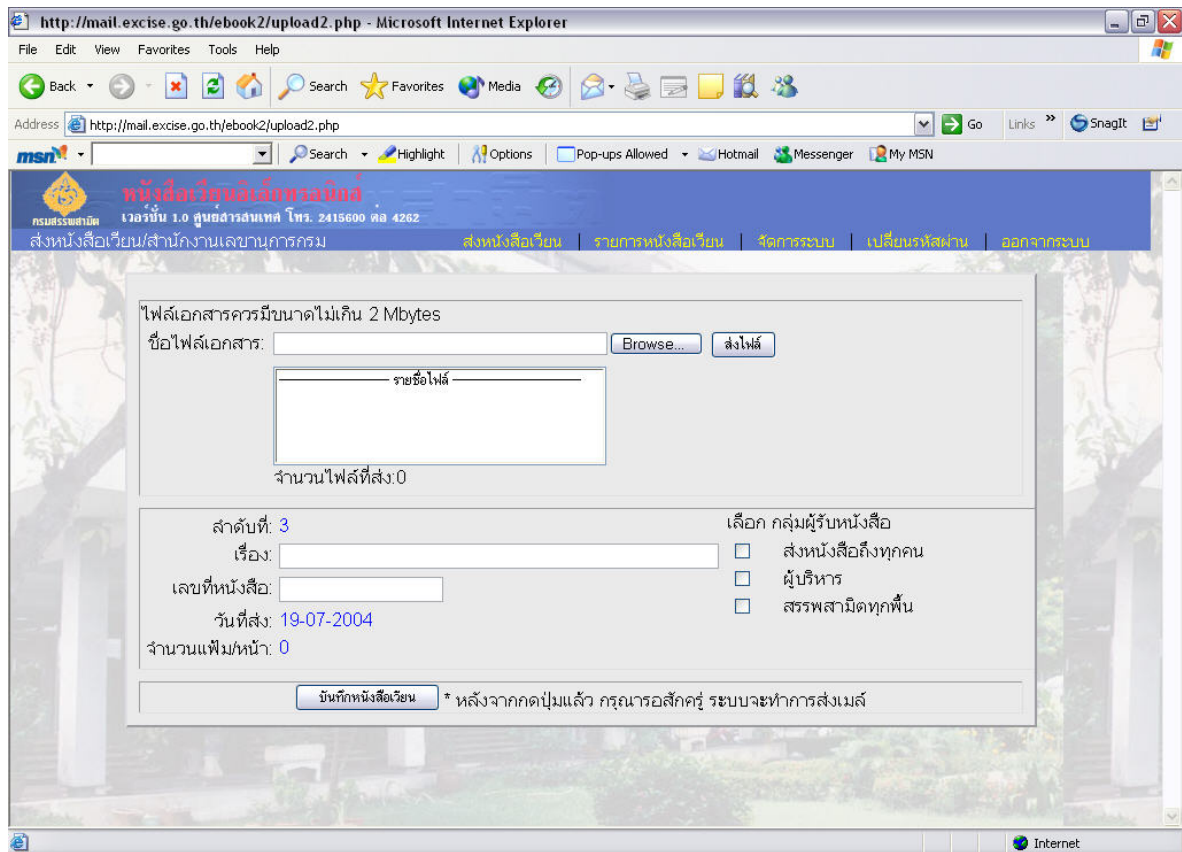 http://mail.excise.go.th/ebook2/upload2.php - Microsoft Internet Explorer
File Edit View Favorites Tools Help
Back Search Favorites Media
Address http://mail.excise.go.th/ebook2/upload2.php Go Links » SnagIt
msn Search Highlight Options Pop-ups Allowed Hotmail Messenger My MSN
หนังสือเวียนอิเล็กทรอนิกส์
กรมสรรพสามิต เวอร์ชั่น 1.0 ศูนย์สารสนเทศ โทร. 2415600 ต่อ 4262
ส่งหนังสือเวียน/สำนักงานเลขานุการกรม ส่งหนังสือเวียน | รายการหนังสือเวียน | จัดการระบบ | เปลี่ยนรหัสผ่าน | ออกจากระบบ
ไฟล์เอกสารควรมีขนาดไม่เกิน 2 Mbytes
ชื่อไฟล์เอกสาร: Browse... ส่งไฟล์
รายชื่อไฟล์
จำนวนไฟล์ที่ส่ง:0
ลำดับที่: 3
เรื่อง:
เลขที่หนังสือ:
วันที่ส่ง: 19-07-2004
จำนวนแฟ้ม/หน้า: 0
เลือก กลุ่มผู้รับหนังสือ
ส่งหนังสือถึงทุกคน
ผู้บริหาร
สรรพสามิตทุกพื้น
บันทึกหนังสือเวียน * หลังจากกดปุ่มแล้ว กรุณารอสักครู่ ระบบจะทำการส่งเมล์
Internet